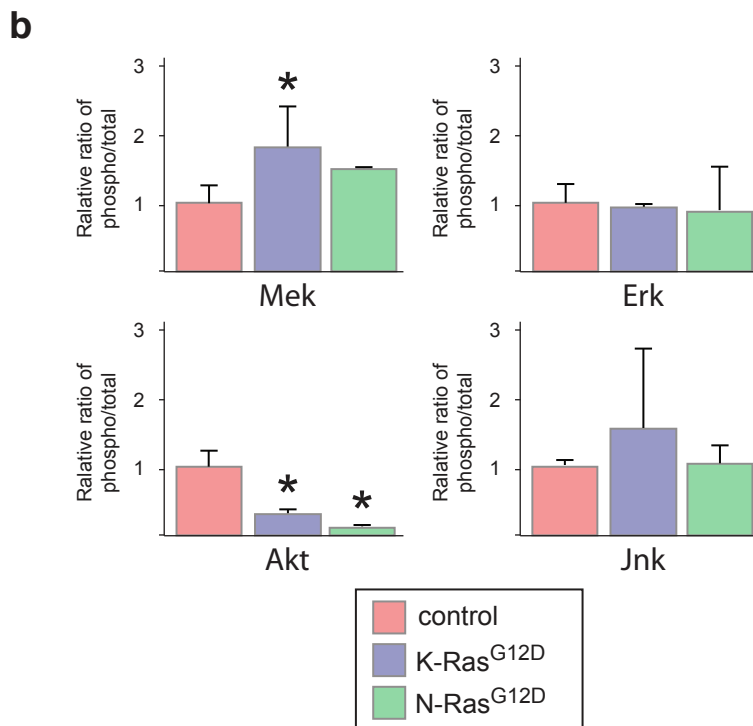 b
3
2
1
Ralative ratio of
phospho/total
*
Mek
3
2
1
Ralative ratio of
phospho/total
Erk
3
2
1
Ralative ratio of
phospho/total
*
*
Akt
3
2
1
Ralative ratio of
phospho/total
Jnk
control
K-Ras^G12D
N-Ras^G12D